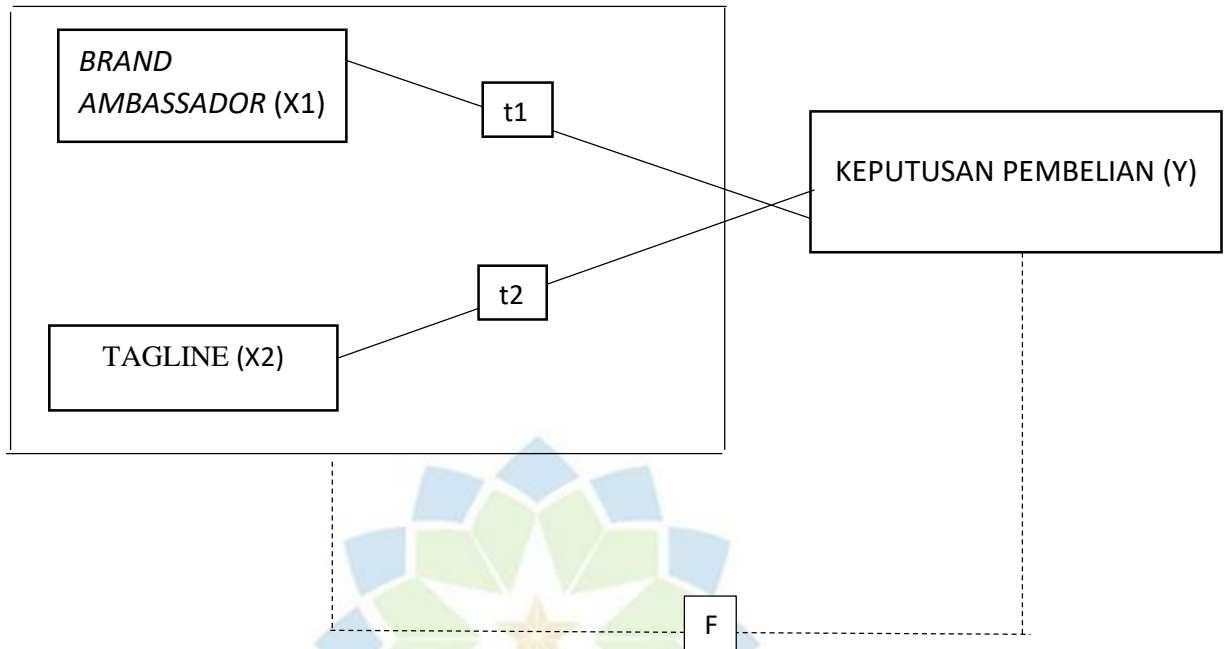 BRAND
AMBASSADOR (X1)
t1
KEPUTUSAN PEMBELIAN (Y)
t2
TAGLINE (X2)
F